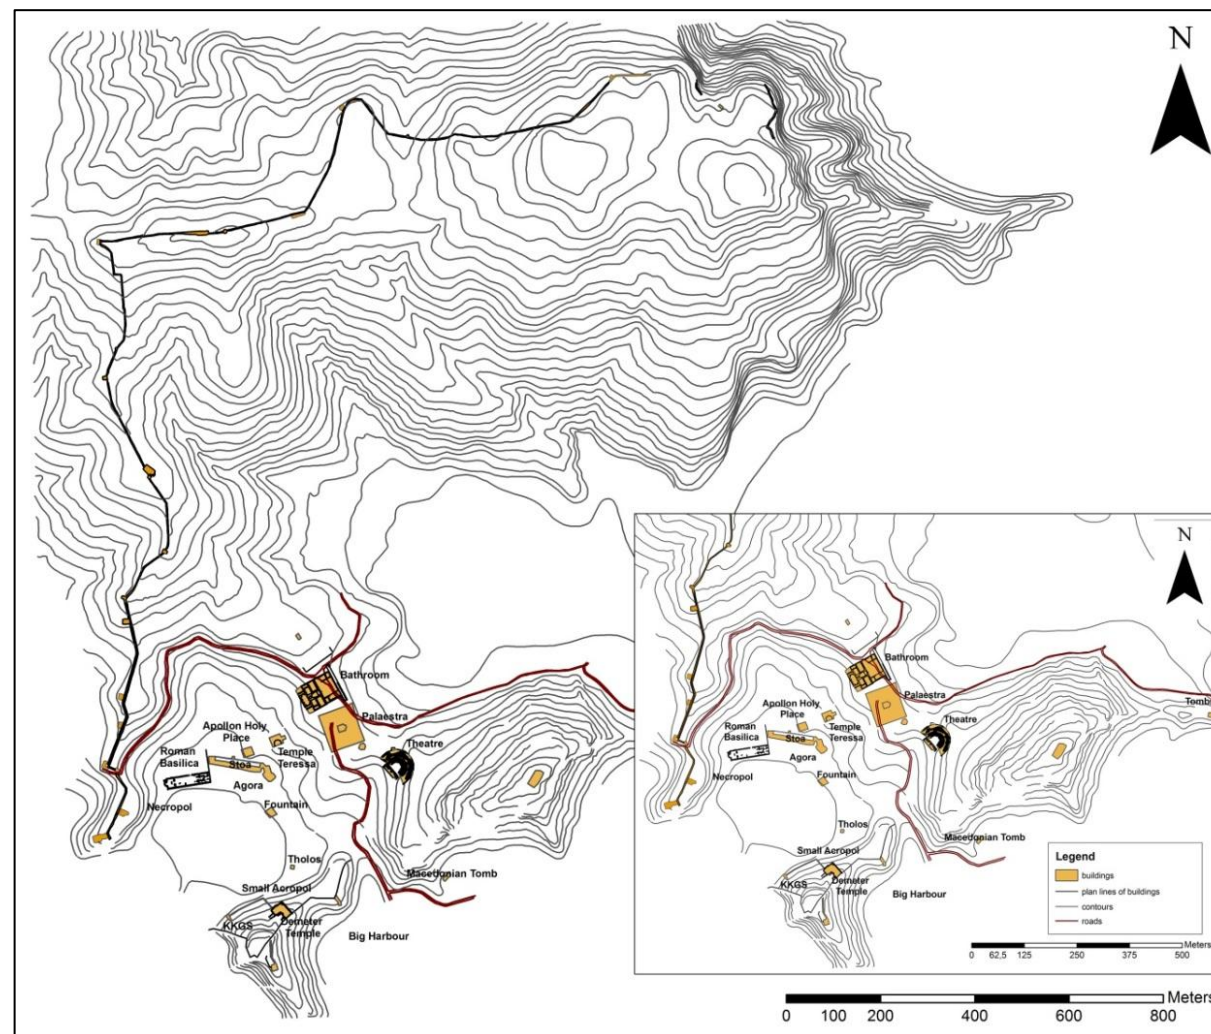 N
Bathroom
Palaestra
Apollon Holy
Place
Temple
Teressa
Theatre
Roman
Basilica
Stoa
Agora
Necropol
Fountain
Tholos
Small Acropol
Macedonian Tomb
KKGS
Demeter
Temple
Big Harbour
N
Bathroom
Palaestra
Tombs
Apollon Holy
Place
Temple
Teressa
Theatre
Roman
Basilica
Stoa
Agora
Necropol
Fountain
Tholos
Small Acropol
Macedonian Tomb
KKGS
Demeter
Temple
Big Harbour
Legend
buildings
plan lines of buildings
contours
roads
Meters
0 62,5 125 250 375 500
Meters
0 100 200 400 600 800